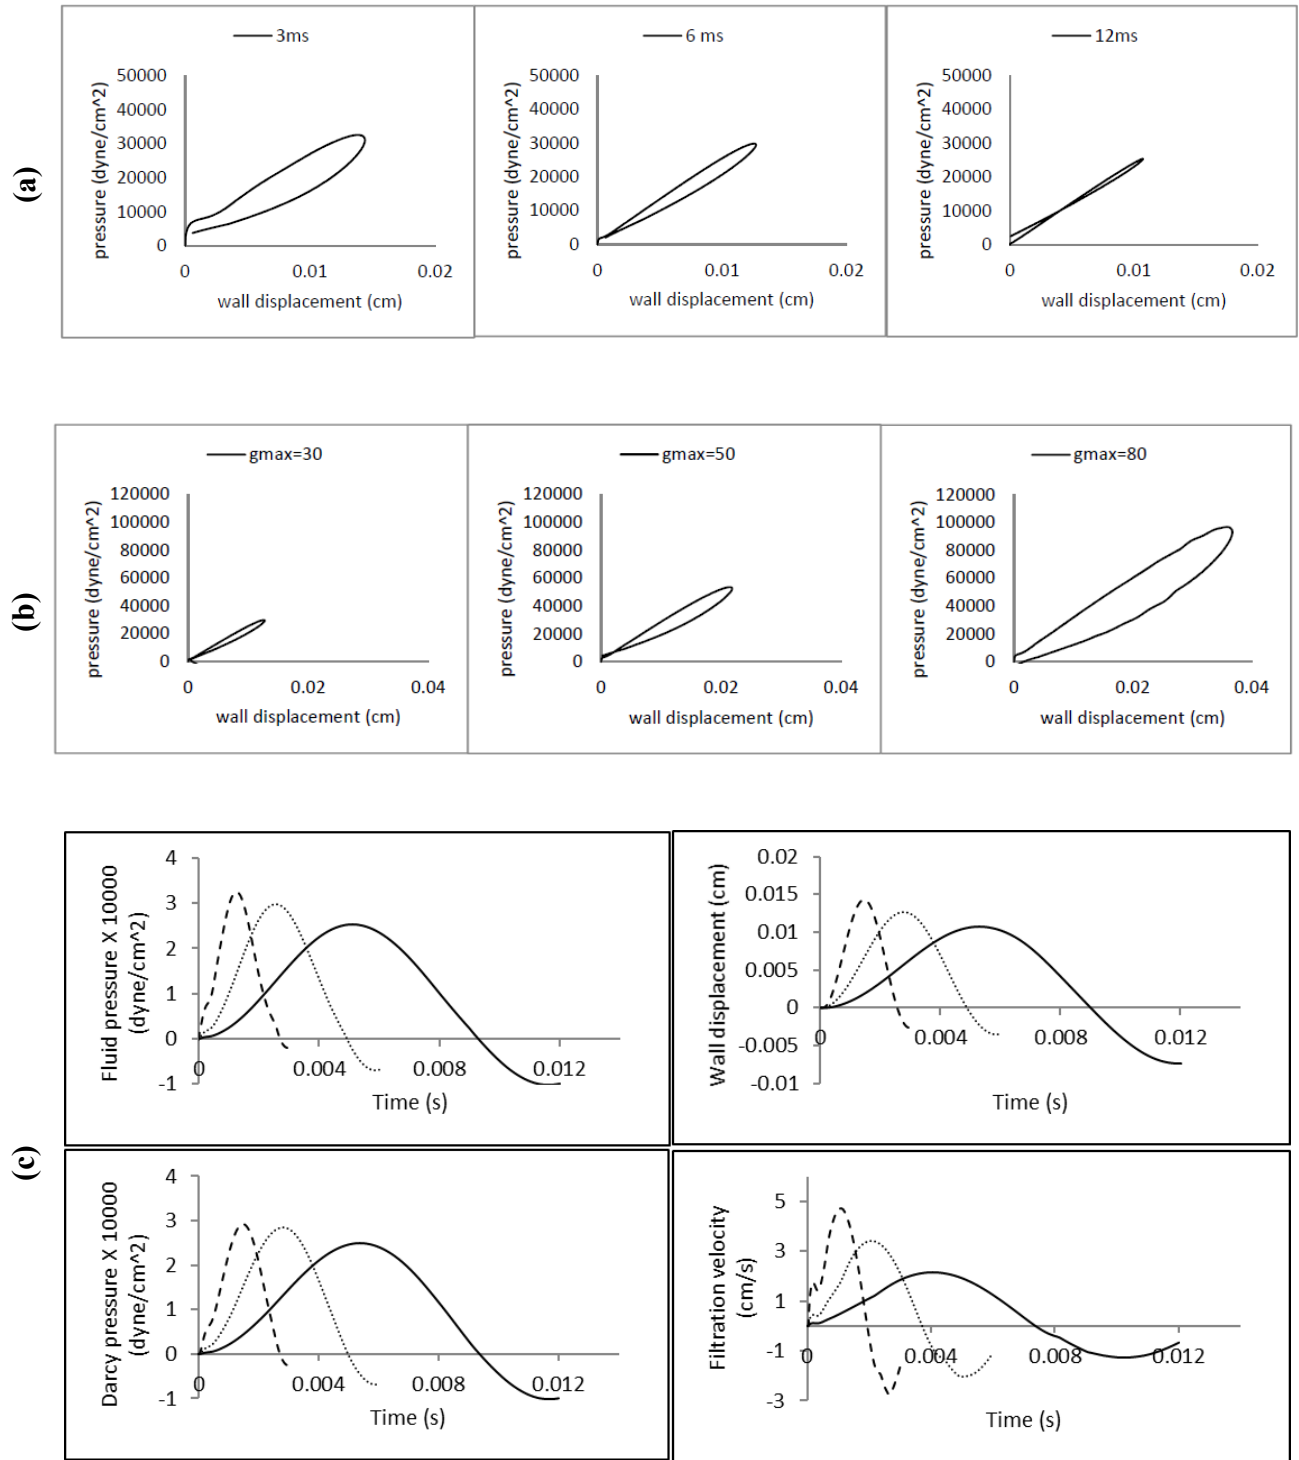 (a)
3ms
50000
40000
30000
20000
10000
0
pressure (dyne/cm^2)
0 0.01 0.02
wall displacement (cm)
6 ms
50000
40000
30000
20000
10000
0
pressure (dyne/cm^2)
0 0.01 0.02
wall displacement (cm)
12ms
50000
40000
30000
20000
10000
0
pressure (dyne/cm^2)
0 0.01 0.02
wall displacement (cm)
(b)
gmax=30
120000
100000
80000
60000
40000
20000
0
pressure (dyne/cm^2)
0 0.02 0.04
wall displacement (cm)
gmax=50
120000
100000
80000
60000
40000
20000
0
pressure (dyne/cm^2)
0 0.02 0.04
wall displacement (cm)
gmax=80
120000
100000
80000
60000
40000
20000
0
pressure (dyne/cm^2)
0 0.02 0.04
wall displacement (cm)
(c)
Fluid pressure X 10000
(dyne/cm^2)
4
3
2
1
0
-1
0 0.004 0.008 0.012
Time (s)
Wall displacement (cm)
0.02
0.015
0.01
0.005
0
-0.005
-0.01
0 0.004 0.008 0.012
Time (s)
Darcy pressure X 10000
(dyne/cm^2)
4
3
2
1
0
-1
0 0.004 0.008 0.012
Time (s)
Filtration velocity
(cm/s)
5
3
1
-1
-3
0 0.004 0.008 0.012
Time (s)